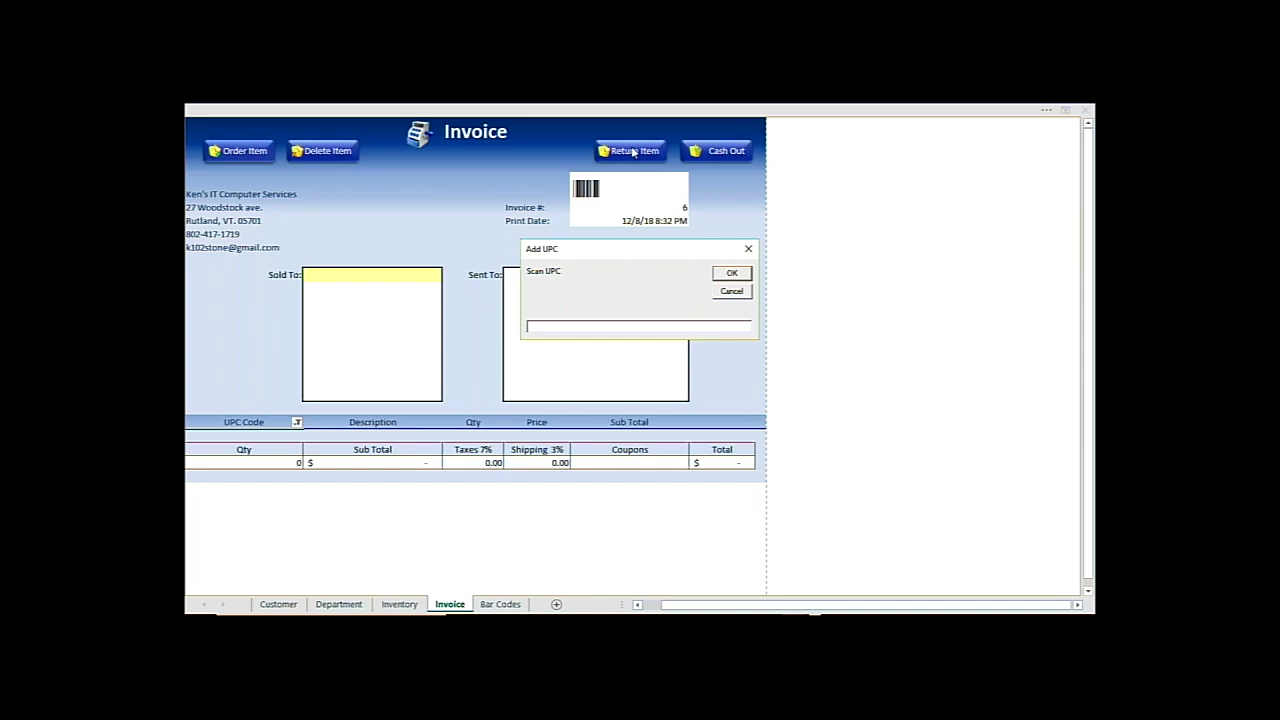 Invoice
Order Item
Delete Item
Return Item
Cash Out
Ken's IT Computer Services
27 Woodstock ave.
Rutland, VT. 05701
802-417-1719
k102stone@gmail.com
Invoice #: 6
Print Date: 12/8/18 8:32 PM
Add UPC
Scan UPC
OK
Cancel
Sold To:
Sent To:
UPC Code Description Qty Price Sub Total
Qty Sub Total Taxes 7% Shipping 3% Coupons Total
0 $ - 0.00 0.00 $ -
Customer Department Inventory Invoice Bar Codes